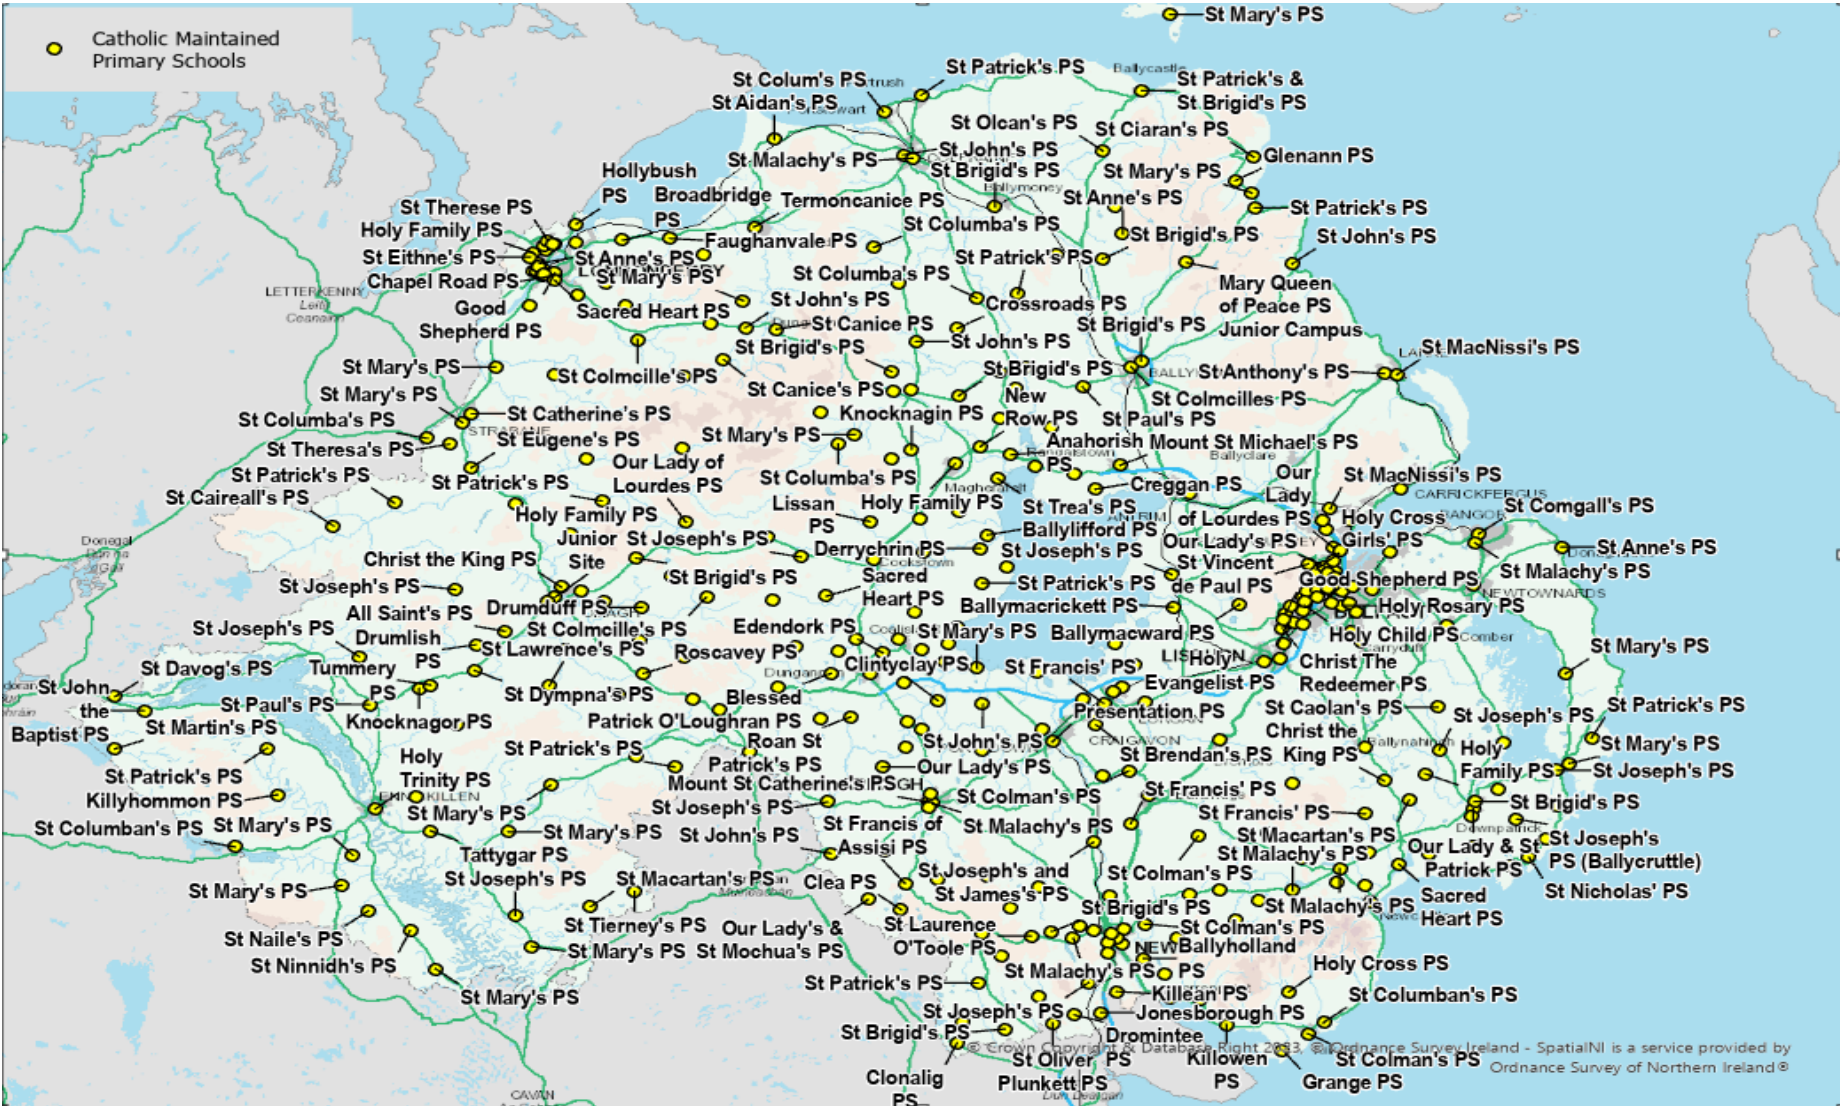 Catholic Maintained
Primary Schools
St Mary's PS
St Colum's PS
St Patrick's PS
Ballycastle
St Patrick's &
St Brigid's PS
St Aidan's PS
St Olcan's PS
St Ciaran's PS
St Malachy's PS
St John's PS
Glenann PS
St Brigid's PS
St Mary's PS
Hollybush
PS
Broadbridge
PS
Termoncanice PS
Ballymoney
St Anne's PS
St Patrick's PS
St Therese PS
St Columba's PS
St Brigid's PS
St John's PS
Holy Family PS
Faughanvale PS
St Eithne's PS
St Anne's PS
St Patrick's PS
Chapel Road PS
St Mary's PS
St Columba's PS
Mary Queen
of Peace PS
Junior Campus
LETTERKENNY
Leitir
Ceanainn
Good
Shepherd PS
Sacred Heart PS
St John's PS
Crossroads PS
St Canice PS
St Brigid's PS
St John's PS
St Brigid's PS
St MacNissi's PS
St Mary's PS
St Colmcille's PS
St Canice's PS
St Brigid's PS
St Anthony's PS
New
Row PS
St Colmcilles PS
St Mary's PS
St Catherine's PS
Knocknagin PS
St Paul's PS
St Columba's PS
STRABANE
St Theresa's PS
St Eugene's PS
St Mary's PS
Anahorish
PS
Mount St Michael's PS
Ballyclare
Our Lady of
Lourdes PS
St Patrick's PS
St Patrick's PS
St Columba's PS
Magherafelt
Creggan PS
Our
Lady
of Lourdes PS
St MacNissi's PS
CARRICKFERGUS
St Caireall's PS
Holy Family PS
Lissan
PS
Holy Family PS
St Trea's PS
ANTRIM
Holy Cross
Girls' PS
BANGOR
St Comgall's PS
Junior
Site
St Joseph's PS
Ballylifford PS
Our Lady's PS
Donegal
Christ the King PS
Derrychrin PS
St Joseph's PS
St Vincent
de Paul PS
St Anne's PS
Cookstown
St Malachy's PS
St Joseph's PS
St Brigid's PS
Sacred
Heart PS
St Patrick's PS
Good Shepherd PS
NEWTOWNARDS
All Saint's PS
Drumduff PS
Ballymacrickett PS
Holy Rosary PS
St Joseph's PS
Drumlish
PS
St Colmcille's PS
Edendork PS
St Mary's PS
Ballymacward PS
Holy Child PS
Comber
St Lawrence's PS
St Mary's PS
St Davog's PS
Tummery
PS
Roscavey PS
Clintyclay PS
St Francis' PS
Holy
Evangelist PS
Christ The
Redeemer PS
St John
the
Baptist PS
St Dympna's PS
Dungannon
Blessed
Patrick O'Loughran PS
St Paul's PS
Knocknagor PS
Presentation PS
St Caolan's PS
St Patrick's PS
St Martin's PS
CRAIGAVON
Christ the
King PS
St Joseph's PS
Holy
Family PS
St Mary's PS
St Patrick's PS
Roan St
Patrick's PS
St John's PS
St Brendan's PS
Ballynahinch
Holy
Trinity PS
Our Lady's PS
St Joseph's PS
St Patrick's PS
Mount St Catherine's PS
St Francis' PS
Killyhommon PS
St Mary's PS
St Joseph's PS
St Colman's PS
St Francis' PS
St Brigid's PS
St Columban's PS
St Mary's PS
St Mary's PS
St John's PS
St Francis of
Assisi PS
St Malachy's PS
St Macartan's PS
Downpatrick
St Joseph's
PS (Ballycruttle)
Tattygar PS
St Malachy's PS
Our Lady & St
Patrick PS
St Joseph's PS
St Macartan's PS
Clea PS
St Joseph's and
St James's PS
St Colman's PS
St Nicholas' PS
St Mary's PS
Sacred
Heart PS
St Tierney's PS
Our Lady's &
St Mochua's PS
St Laurence
O'Toole PS
St Brigid's PS
St Malachy's PS
St Naile's PS
St Mary's PS
St Colman's PS
St Ninnidh's PS
Ballyholland
PS
St Mary's PS
St Patrick's PS
St Malachy's PS
Holy Cross PS
Killean PS
St Columban's PS
St Joseph's PS
Jonesborough PS
St Brigid's PS
Dromintee
PS
St Oliver
Plunkett PS
Killowen
PS
St Colman's PS
Clonalig
PS
Grange PS
CAVAN
© Crown Copyright & Database Right 2023, © Ordnance Survey Ireland - SpatialNI is a service provided by
Ordnance Survey of Northern Ireland®